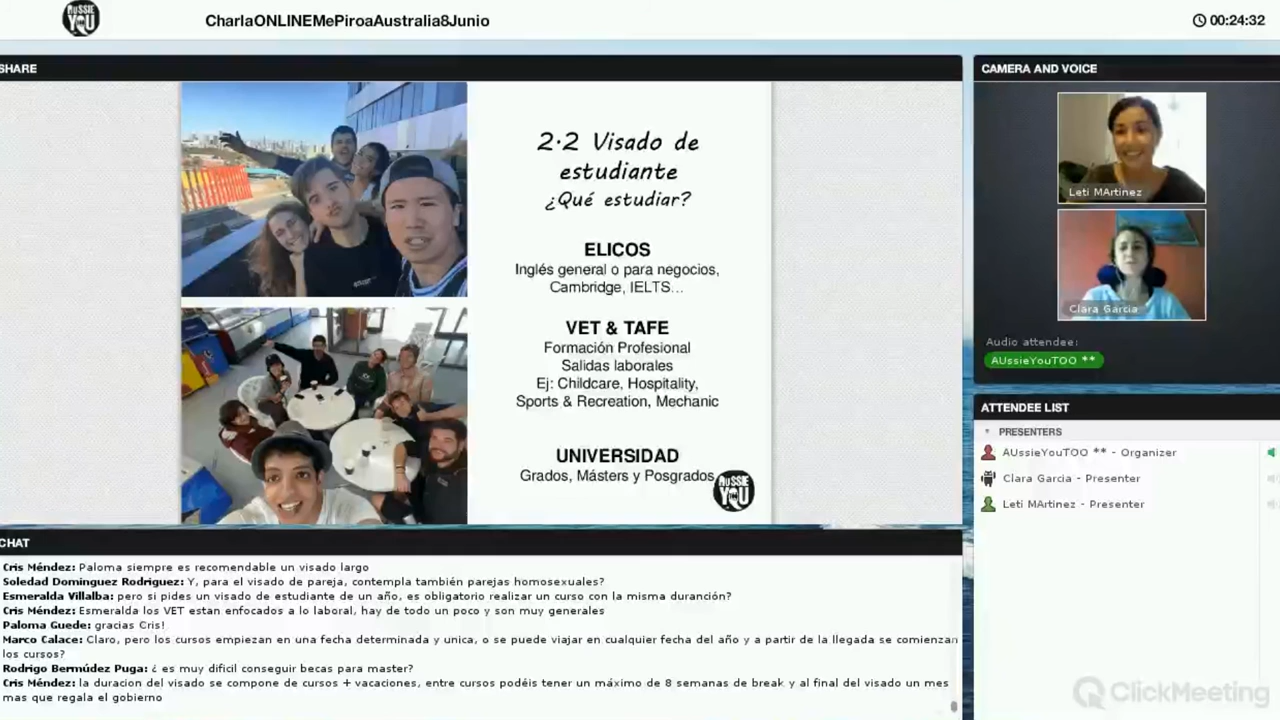 AUSSIE YOU TOO
CharlaONLINEMePiroaAustralia8Junio
00:24:32
SHARE
2.2 Visado de
estudiante
¿Qué estudiar?
ELICOS
Inglés general o para negocios,
Cambridge, IELTS...
VET & TAFE
Formación Profesional
Salidas laborales
Ej: Childcare, Hospitality,
Sports & Recreation, Mechanic
UNIVERSIDAD
Grados, Másters y Posgrados
AUSSIE YOU TOO
CAMERA AND VOICE
Leti MArtinez
Clara Garcia
Audio attendee:
AUssieYouTOO **
ATTENDEE LIST
PRESENTERS
AUssieYouTOO ** - Organizer
Clara Garcia - Presenter
Leti MArtinez - Presenter
CHAT
Cris Méndez: Paloma siempre es recomendable un visado largo
Soledad Dominguez Rodriguez: Y, para el visado de pareja, contempla también parejas homosexuales?
Esmeralda Villalba: pero si pides un visado de estudiante de un año, es obligatorio realizar un curso con la misma duranción?
Cris Méndez: Esmeralda los VET estan enfocados a lo laboral, hay de todo un poco y son muy generales
Paloma Guede: gracias Cris!
Marco Calace: Claro, pero los cursos empiezan en una fecha determinada y unica, o se puede viajar en cualquier fecha del año y a partir de la llegada se comienzan
los cursos?
Rodrigo Bermúdez Puga: ¿ es muy dificil conseguir becas para master?
Cris Méndez: la duracion del visado se compone de cursos + vacaciones, entre cursos podéis tener un máximo de 8 semanas de break y al final del visado un mes
mas que regala el gobierno
ClickMeeting